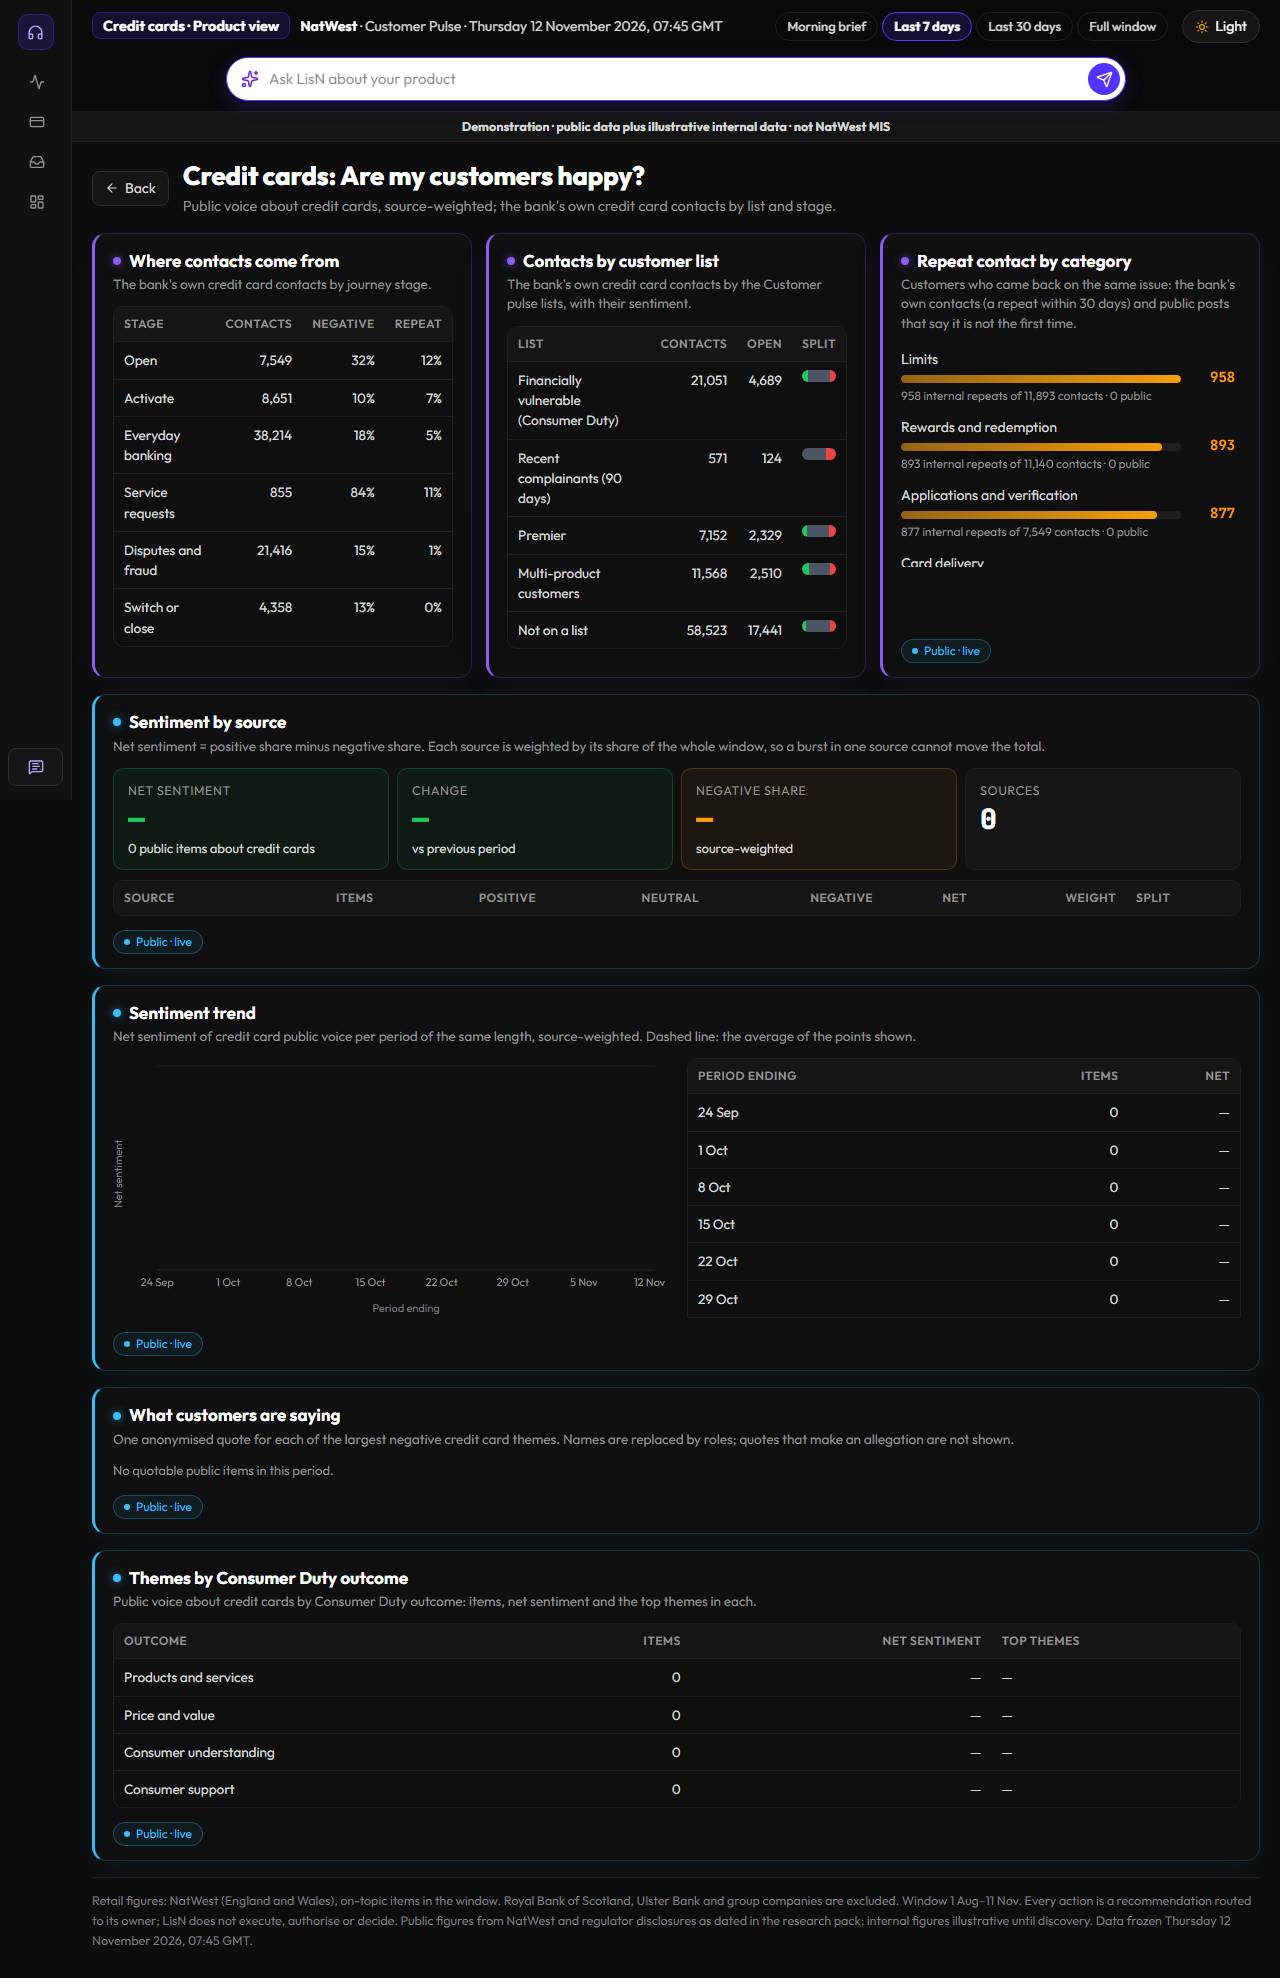 Credit cards · Product view
NatWest · Customer Pulse · Thursday 12 November 2026, 07:45 GMT
Morning brief
Last 7 days
Last 30 days
Full window
Light
Ask LisN about your product
Demonstration · public data plus illustrative internal data · not NatWest MIS
Back
Credit cards: Are my customers happy?
Public voice about credit cards, source-weighted; the bank's own credit card contacts by list and stage.
Where contacts come from
The bank's own credit card contacts by journey stage.
STAGE CONTACTS NEGATIVE REPEAT
Open 7,549 32% 12%
Activate 8,651 10% 7%
Everyday banking 38,214 18% 5%
Service requests 855 84% 11%
Disputes and fraud 21,416 15% 1%
Switch or close 4,358 13% 0%
Contacts by customer list
The bank's own credit card contacts by the Customer
pulse lists, with their sentiment.
LIST CONTACTS OPEN SPLIT
Financially vulnerable (Consumer Duty) 21,051 4,689
Recent complainants (90 days) 571 124
Premier 7,152 2,329
Multi-product customers 11,568 2,510
Not on a list 58,523 17,441
Repeat contact by category
Customers who came back on the same issue: the bank's
own contacts (a repeat within 30 days) and public posts
that say it is not the first time.
Limits
958
958 internal repeats of 11,893 contacts · 0 public
Rewards and redemption
893
893 internal repeats of 11,140 contacts · 0 public
Applications and verification
877
877 internal repeats of 7,549 contacts · 0 public
Card delivery
Public · live
Sentiment by source
Net sentiment = positive share minus negative share. Each source is weighted by its share of the whole window, so a burst in one source cannot move the total.
NET SENTIMENT
—
0 public items about credit cards
CHANGE
—
vs previous period
NEGATIVE SHARE
—
source-weighted
SOURCES
0
SOURCE ITEMS POSITIVE NEUTRAL NEGATIVE NET WEIGHT SPLIT
Public · live
Sentiment trend
Net sentiment of credit card public voice per period of the same length, source-weighted. Dashed line: the average of the points shown.
Net sentiment
24 Sep 1 Oct 8 Oct 15 Oct 22 Oct 29 Oct 5 Nov 12 Nov
Period ending
PERIOD ENDING ITEMS NET
24 Sep 0 —
1 Oct 0 —
8 Oct 0 —
15 Oct 0 —
22 Oct 0 —
29 Oct 0 —
Public · live
What customers are saying
One anonymised quote for each of the largest negative credit card themes. Names are replaced by roles; quotes that make an allegation are not shown.
No quotable public items in this period.
Public · live
Themes by Consumer Duty outcome
Public voice about credit cards by Consumer Duty outcome: items, net sentiment and the top themes in each.
OUTCOME ITEMS NET SENTIMENT TOP THEMES
Products and services 0 — —
Price and value 0 — —
Consumer understanding 0 — —
Consumer support 0 — —
Public · live
Retail figures: NatWest (England and Wales), on-topic items in the window. Royal Bank of Scotland, Ulster Bank and group companies are excluded. Window 1 Aug–11 Nov. Every action is a recommendation routed
to its owner; LisN does not execute, authorise or decide. Public figures from NatWest and regulator disclosures as dated in the research pack; internal figures illustrative until discovery. Data frozen Thursday 12
November 2026, 07:45 GMT.